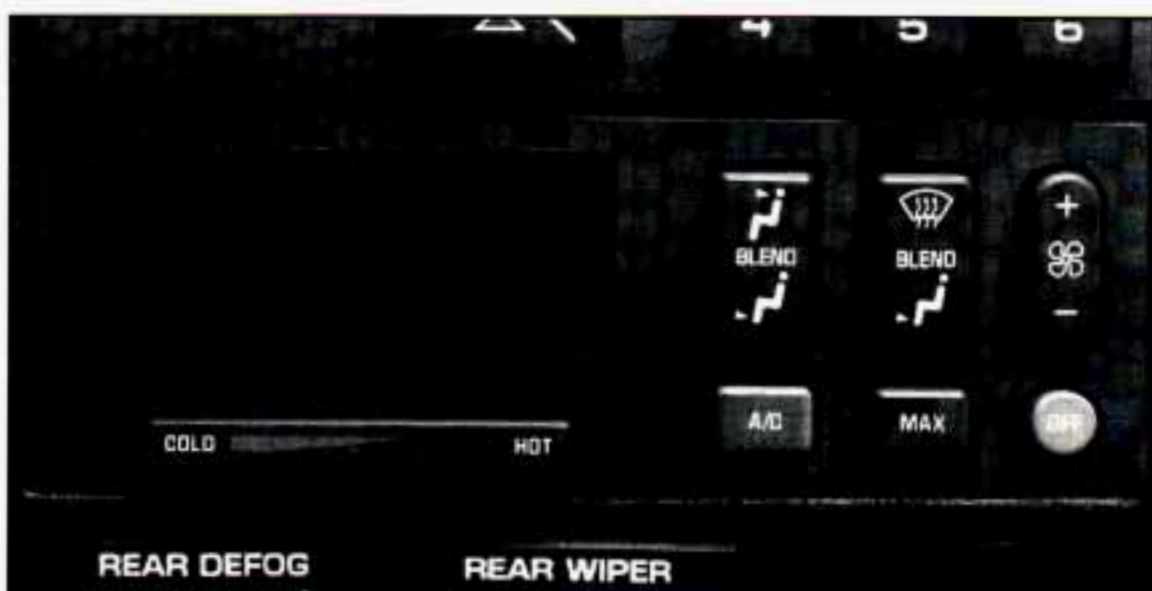 4 5 6
BLEND BLEND +
-
A/C MAX OFF
COLD HOT
REAR DEFOG REAR WIPER